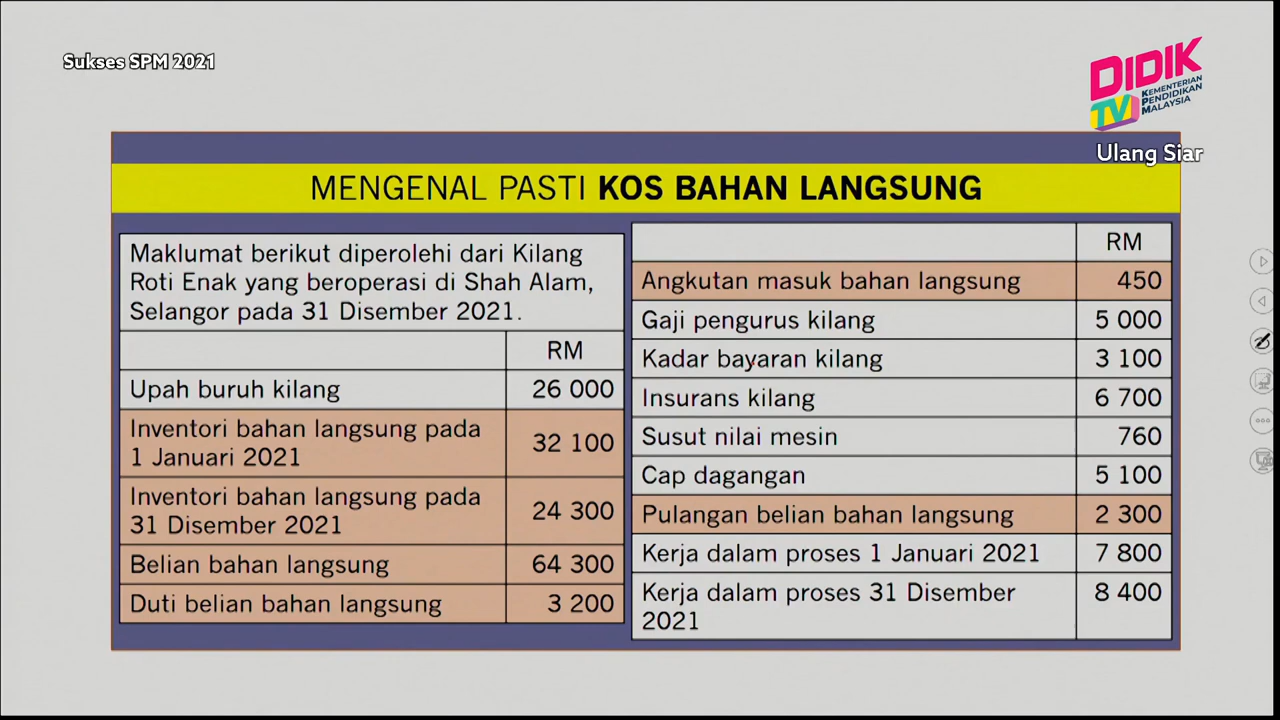 Sukses SPM 2021
DIDIK
TV
KEMENTERIAN
PENDIDIKAN
MALAYSIA
Ulang Siar
MENGENAL PASTI KOS BAHAN LANGSUNG
Maklumat berikut diperolehi dari Kilang
Roti Enak yang beroperasi di Shah Alam,
Selangor pada 31 Disember 2021.
RM
Upah buruh kilang 26 000
Inventori bahan langsung pada
1 Januari 2021 32 100
Inventori bahan langsung pada
31 Disember 2021 24 300
Belian bahan langsung 64 300
Duti belian bahan langsung 3 200
RM
Angkutan masuk bahan langsung 450
Gaji pengurus kilang 5 000
Kadar bayaran kilang 3 100
Insurans kilang 6 700
Susut nilai mesin 760
Cap dagangan 5 100
Pulangan belian bahan langsung 2 300
Kerja dalam proses 1 Januari 2021 7 800
Kerja dalam proses 31 Disember 8 400
2021